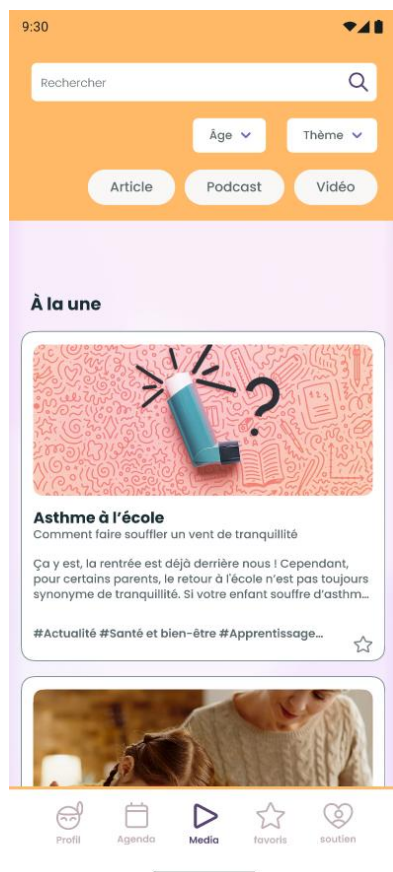 9:30
Rechercher
Âge
Thème
Article
Podcast
Vidéo
À la une
?
Asthme à l'école
Comment faire souffler un vent de tranquillité
Ça y est, la rentrée est déjà derrière nous ! Cependant,
pour certains parents, le retour à l'école n'est pas toujours
synonyme de tranquillité. Si votre enfant souffre d'asthm...
#Actualité #Santé et bien-être #Apprentissage...
Profil
Agenda
Media
favoris
soutien